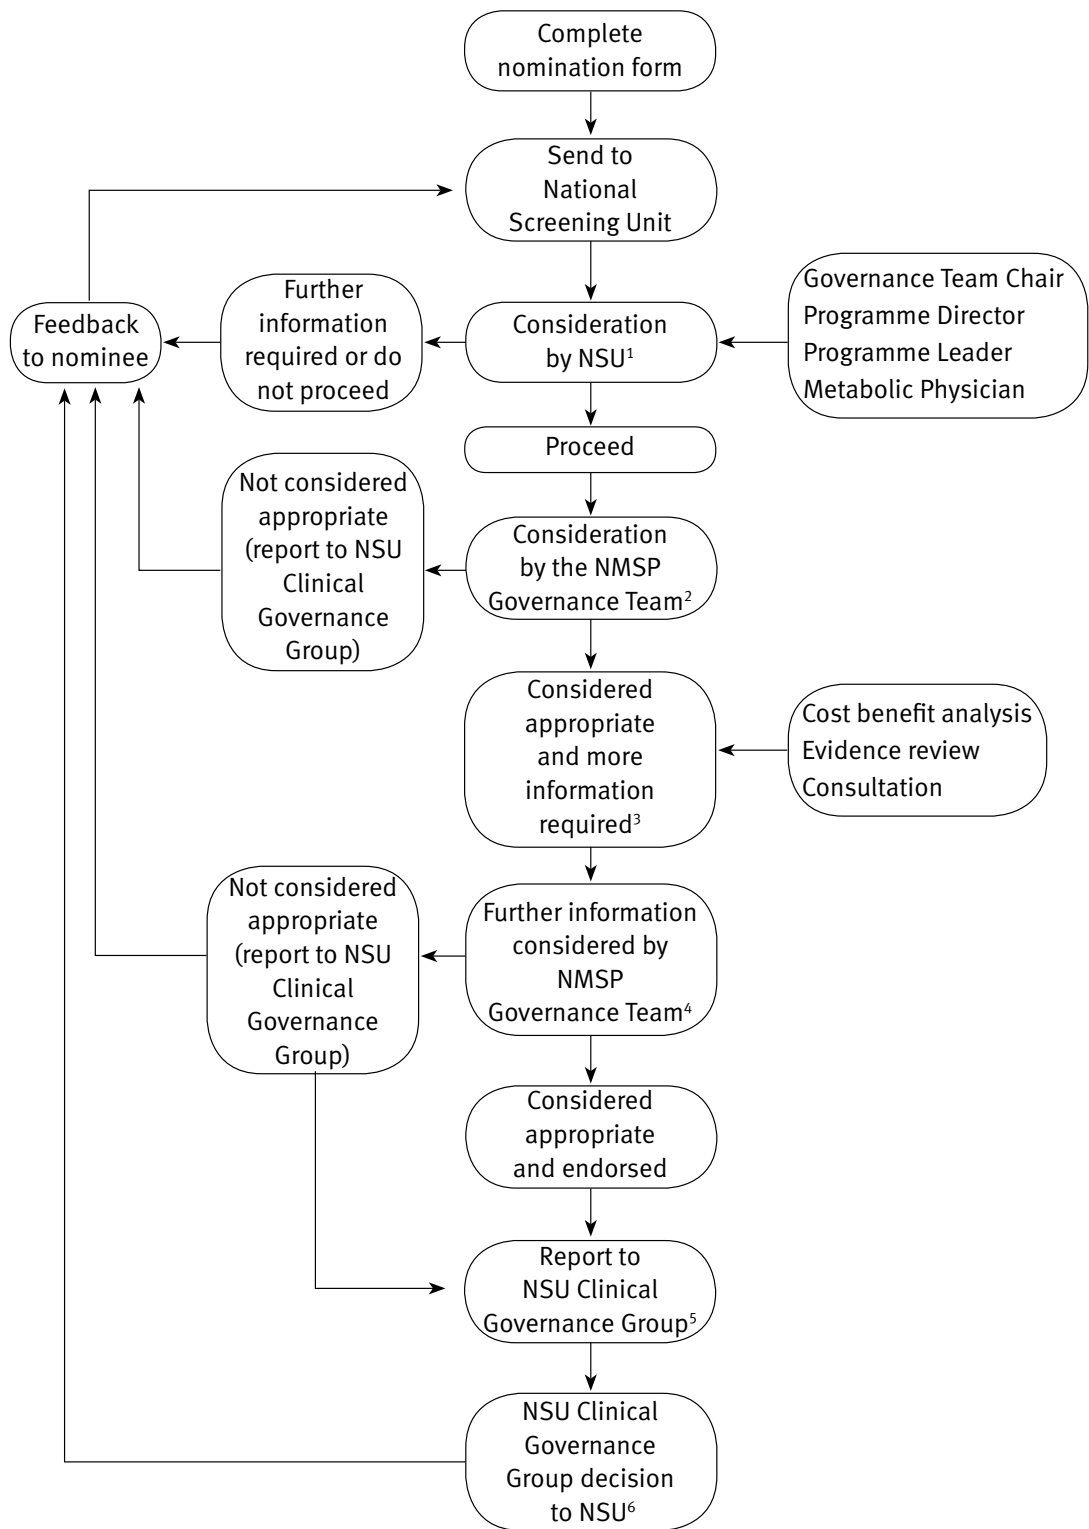 Complete
nomination form
Send to
National
Screening Unit
Governance Team Chair
Programme Director
Programme Leader
Metabolic Physician
Further
information
required or do
not proceed
Feedback
to nominee
Consideration
by NSU¹
Proceed
Not considered
appropriate
(report to NSU
Clinical
Governance
Group)
Consideration
by the NMSP
Governance Team²
Considered
appropriate
and more
information
required³
Cost benefit analysis
Evidence review
Consultation
Not considered
appropriate
(report to NSU
Clinical
Governance
Group)
Further information
considered by
NMSP
Governance Team⁴
Considered
appropriate
and endorsed
Report to
NSU Clinical
Governance Group⁵
NSU Clinical
Governance
Group decision
to NSU⁶